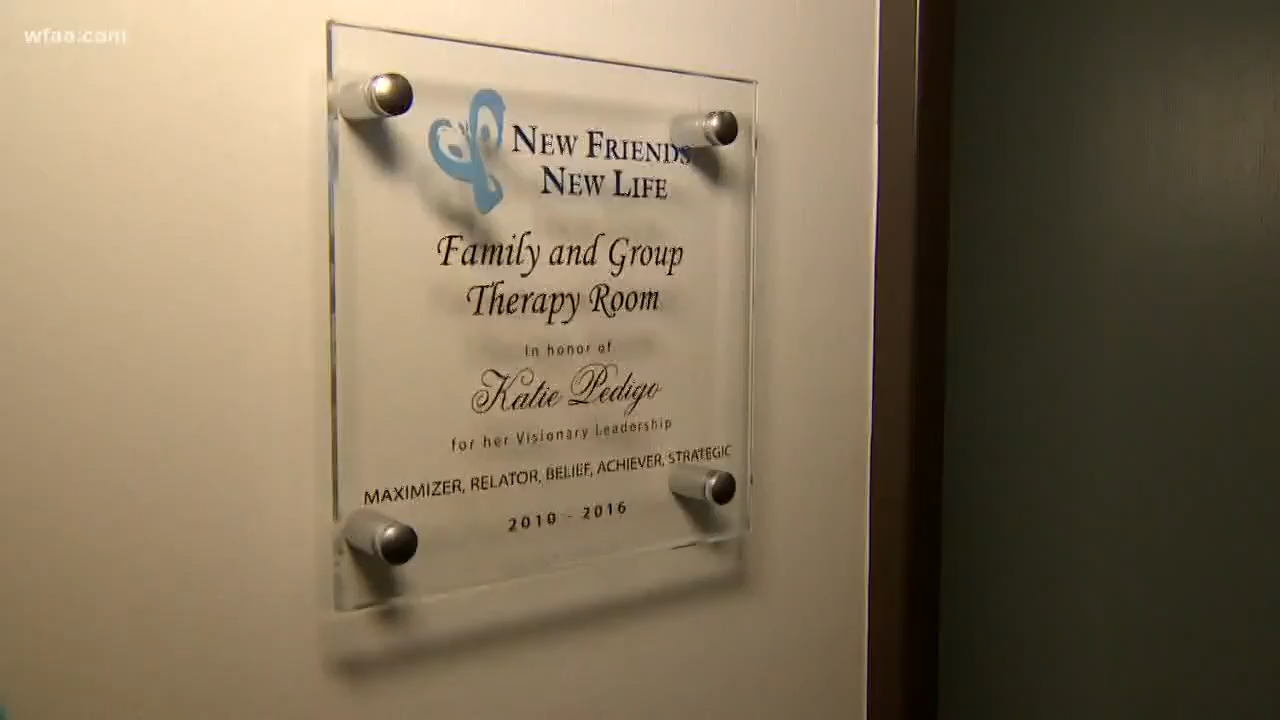 wfaa.com
NEW FRIENDS
NEW LIFE
Family and Group
Therapy Room
In honor of
Katie Pedigo
for her Visionary Leadership
MAXIMIZER, RELATOR, BELIEF, ACHIEVER, STRATEGIC
2010 - 2016